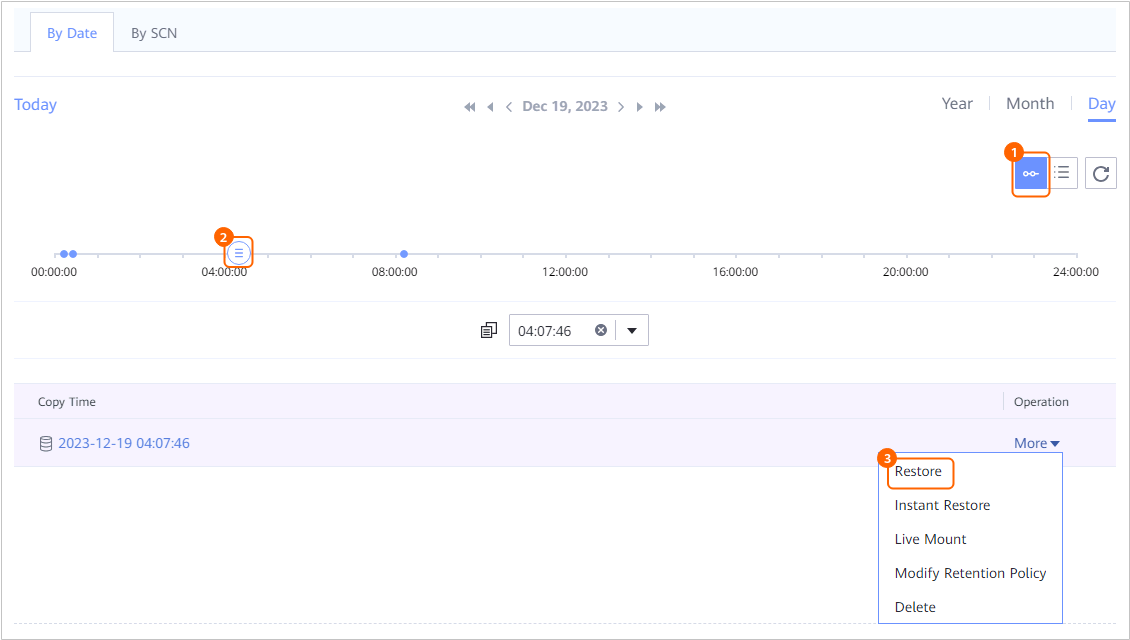 By Date By SCN
Today Dec 19, 2023 Year Month Day
1
2
00:00:00 04:00:00 08:00:00 12:00:00 16:00:00 20:00:00 24:00:00
04:07:46
Copy Time Operation
2023-12-19 04:07:46 More
3
Restore
Instant Restore
Live Mount
Modify Retention Policy
Delete